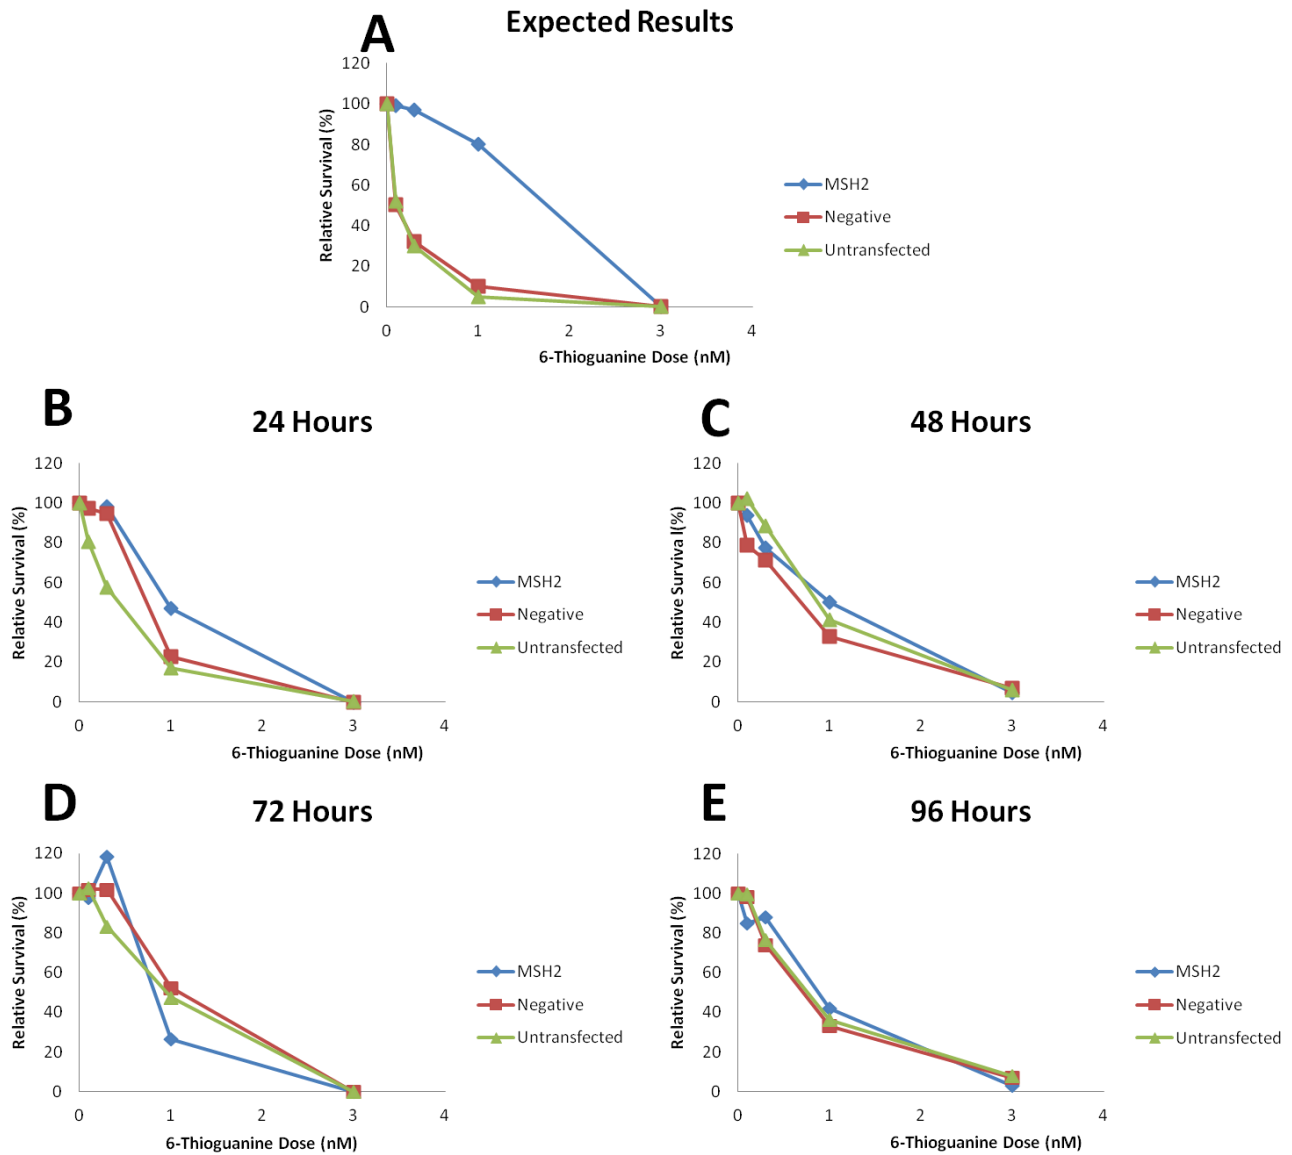 Expected Results
A
120
100
80
60
40
20
0
Relative Survival (%)
0 1 2 3 4
6-Thioguanine Dose (nM)
MSH2
Negative
Untransfected
B
24 Hours
120
100
80
60
40
20
0
Relative Survival (%)
0 1 2 3 4
6-Thioguanine Dose (nM)
MSH2
Negative
Untransfected
C
48 Hours
120
100
80
60
40
20
0
Relative Surviva l(%)
0 1 2 3 4
6-Thioguanine Dose (nM)
MSH2
Negative
Untransfected
D
72 Hours
120
100
80
60
40
20
0
Relative Survival (%)
0 1 2 3 4
6-Thioguanine Dose (nM)
MSH2
Negative
Untransfected
E
96 Hours
120
100
80
60
40
20
0
Relative Survival (%)
0 1 2 3 4
6-Thioguanine Dose (nM)
MSH2
Negative
Untransfected